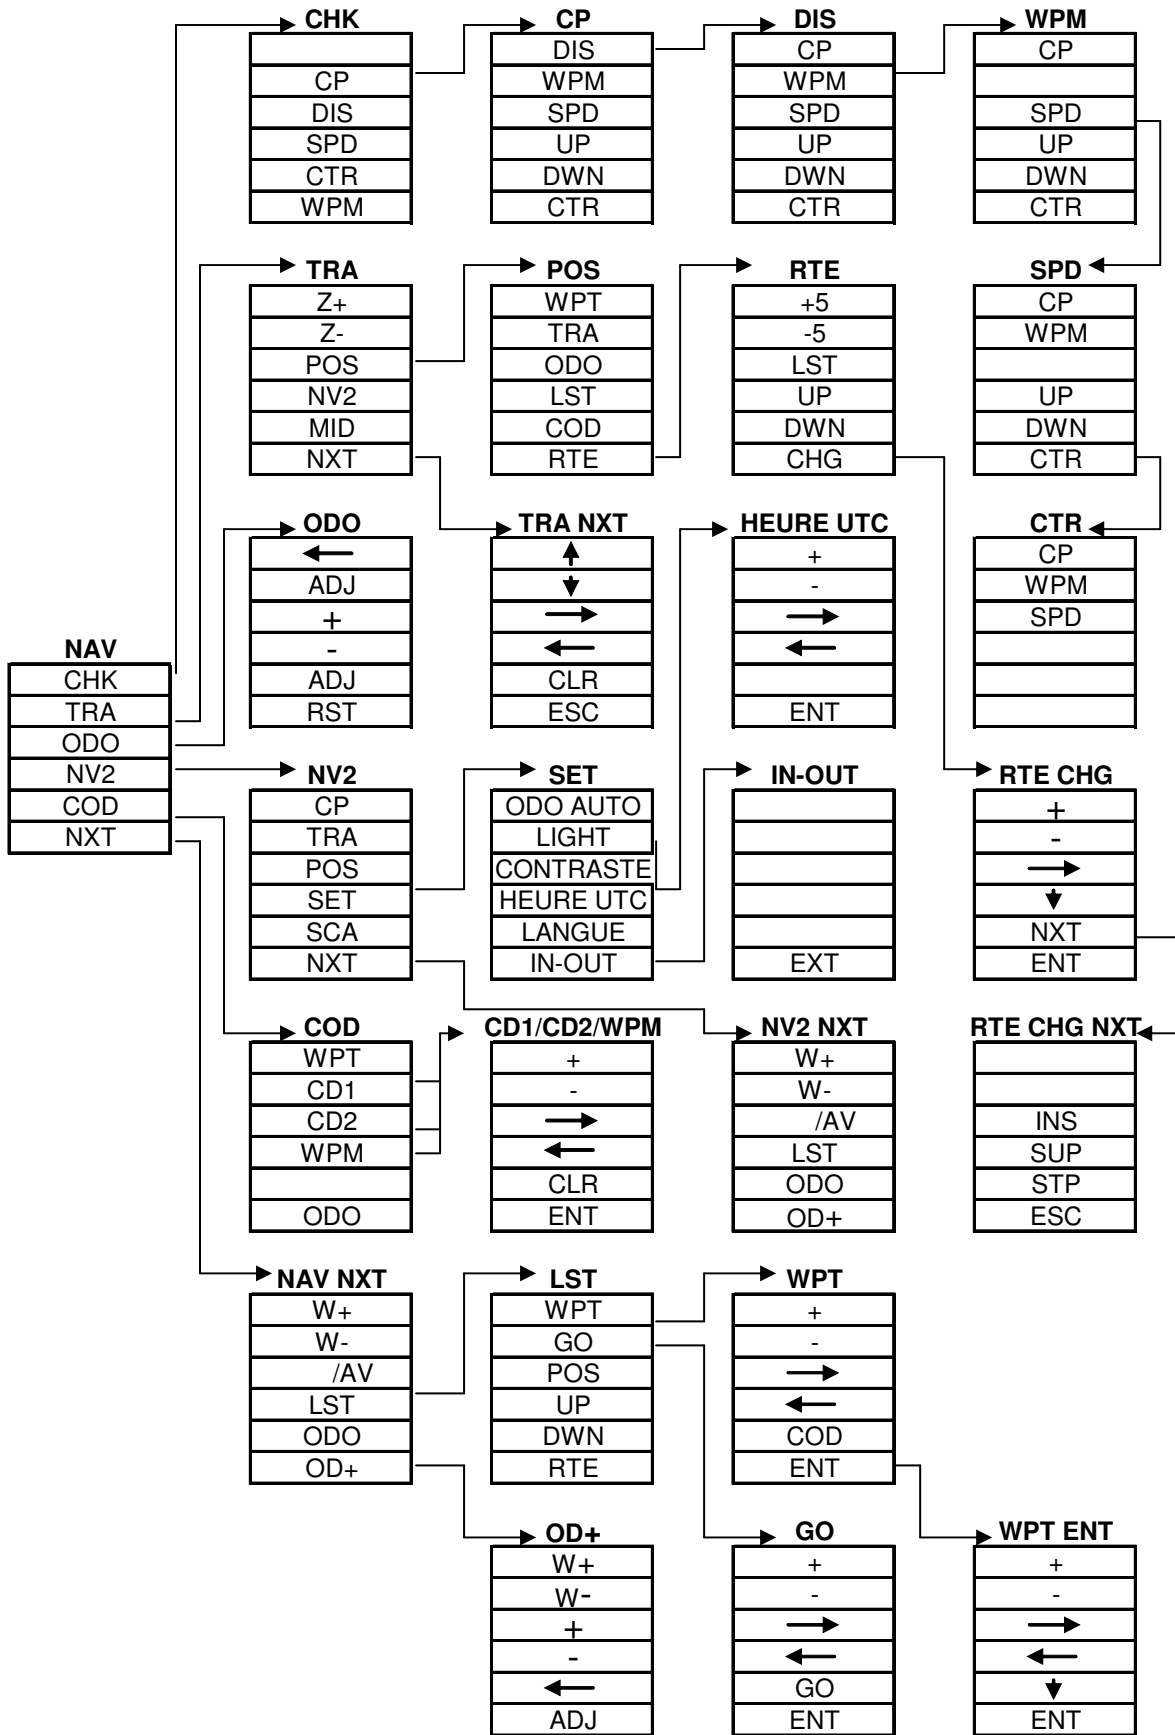 CHK
CP
DIS
SPD
CTR
WPM
CP
DIS
WPM
SPD
UP
DWN
CTR
DIS
CP
WPM
SPD
UP
DWN
CTR
WPM
CP
SPD
UP
DWN
CTR
TRA
Z+
Z-
POS
NV2
MID
NXT
POS
WPT
TRA
ODO
LST
COD
RTE
RTE
+5
-5
LST
UP
DWN
CHG
SPD
CP
WPM
UP
DWN
CTR
ODO
←
ADJ
+
-
ADJ
RST
TRA NXT
↑
↓
→
←
CLR
ESC
HEURE UTC
+
-
→
←
ENT
CTR
CP
WPM
SPD
NAV
CHK
TRA
ODO
NV2
COD
NXT
NV2
CP
TRA
POS
SET
SCA
NXT
SET
ODO AUTO
LIGHT
CONTRASTE
HEURE UTC
LANGUE
IN-OUT
IN-OUT
EXT
RTE CHG
+
-
→
↓
NXT
ENT
COD
WPT
CD1
CD2
WPM
ODO
CD1/CD2/WPM
+
-
→
←
CLR
ENT
NV2 NXT
W+
W-
/AV
LST
ODO
OD+
RTE CHG NXT
INS
SUP
STP
ESC
NAV NXT
W+
W-
/AV
LST
ODO
OD+
LST
WPT
GO
POS
UP
DWN
RTE
WPT
+
-
→
←
COD
ENT
OD+
W+
W-
+
-
←
ADJ
GO
+
-
→
←
GO
ENT
WPT ENT
+
-
→
←
↓
ENT